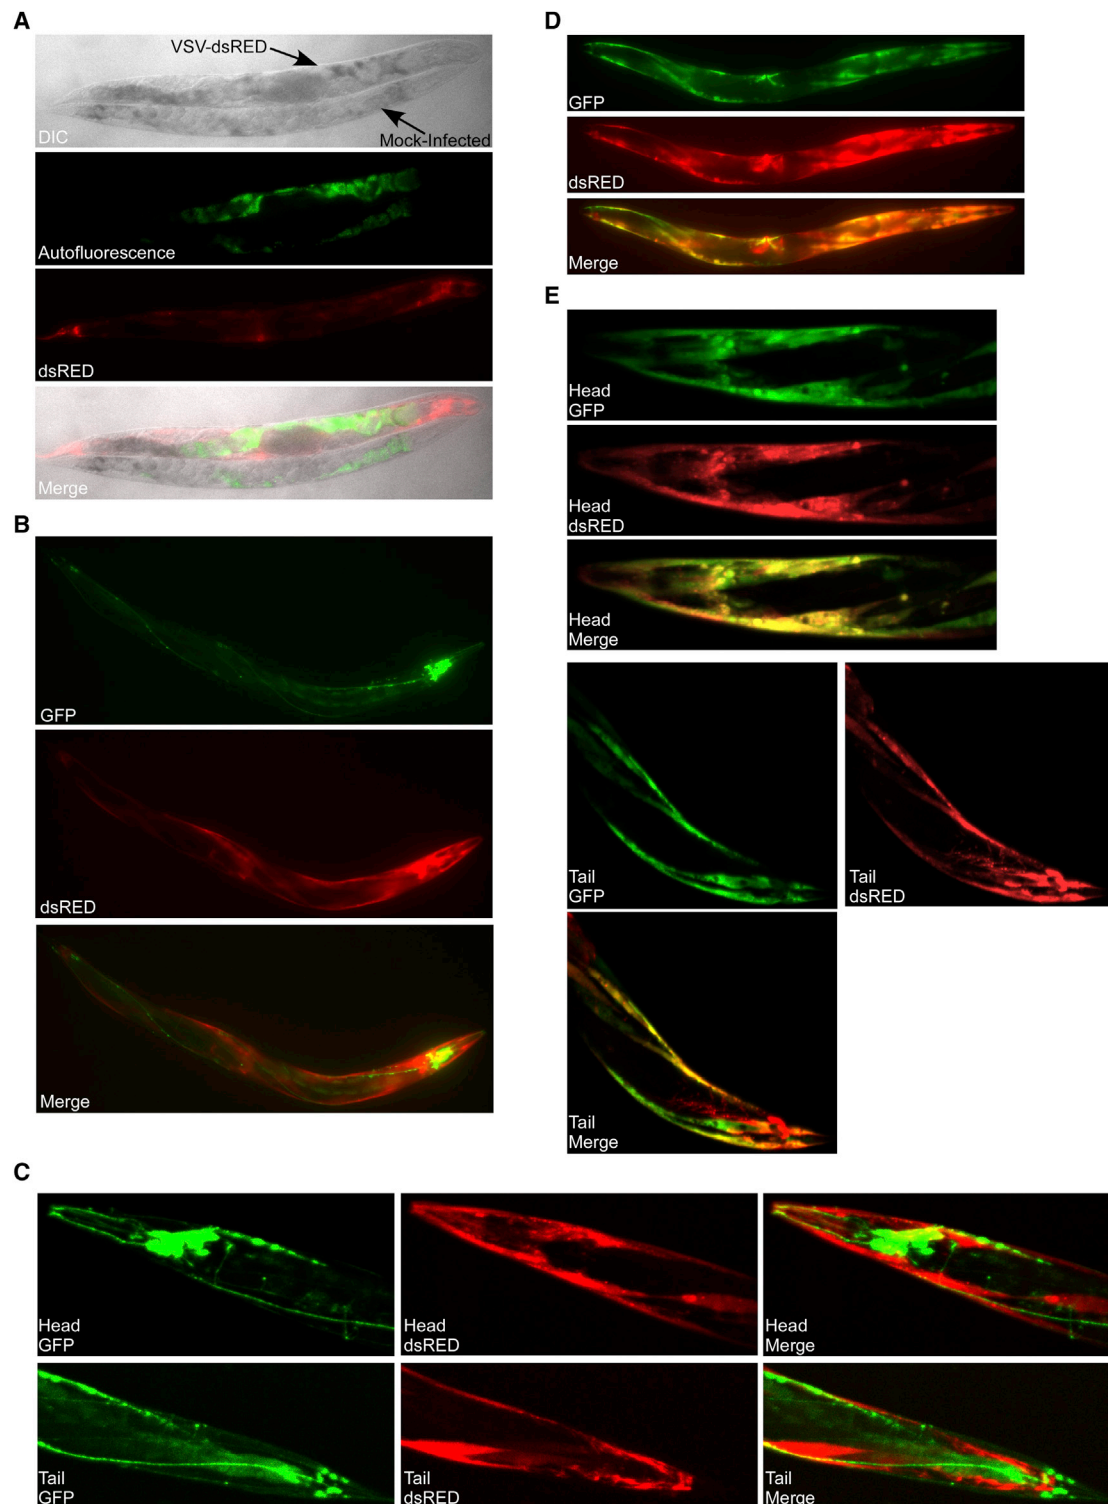 A
VSV-dsRED
Mock-Infected
DIC
Autofluorescence
dsRED
Merge
B
GFP
dsRED
Merge
C
Head
GFP
Head
dsRED
Head
Merge
Tail
GFP
Tail
dsRED
Tail
Merge
D
GFP
dsRED
Merge
E
Head
GFP
Head
dsRED
Head
Merge
Tail
GFP
Tail
dsRED
Tail
Merge